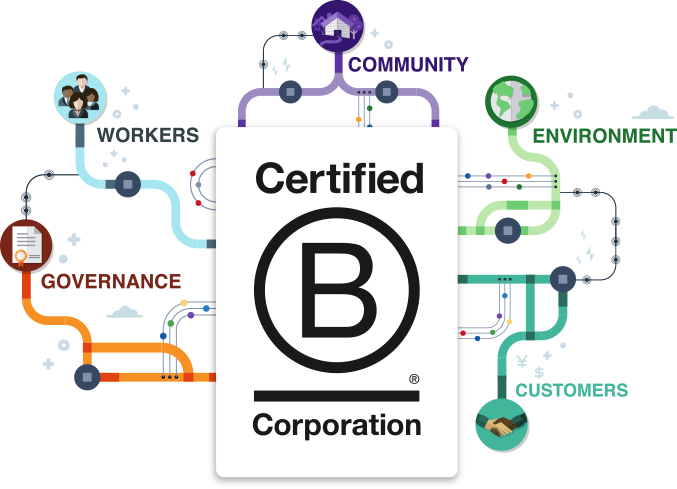 COMMUNITY
WORKERS
ENVIRONMENT
Certified
B
GOVERNANCE
®
¥
$
CUSTOMERS
Corporation